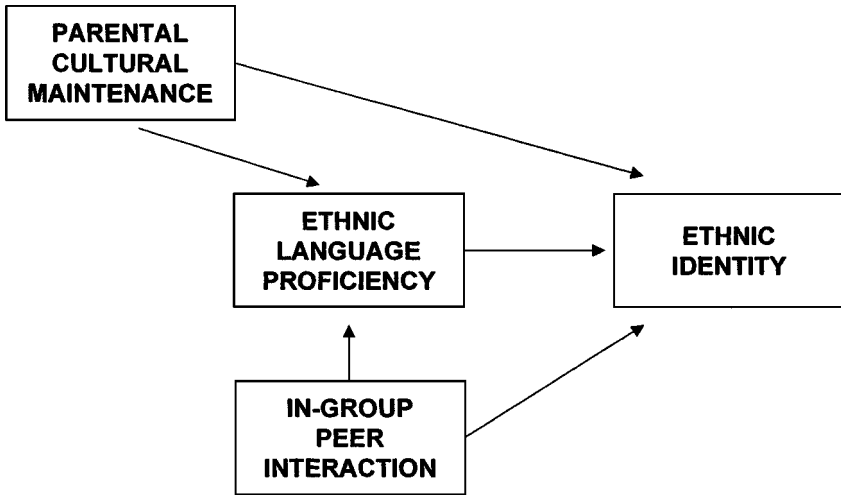 PARENTAL
CULTURAL
MAINTENANCE
ETHNIC
LANGUAGE
PROFICIENCY
ETHNIC
IDENTITY
IN-GROUP
PEER
INTERACTION